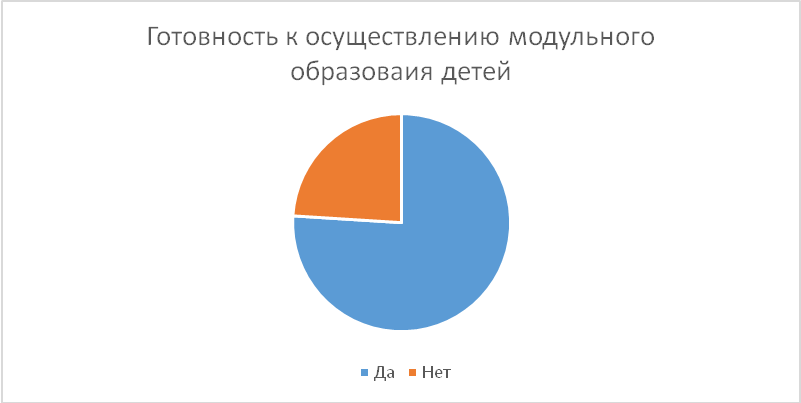 Готовность к осуществлению модульного
образоваия детей
Да Нет